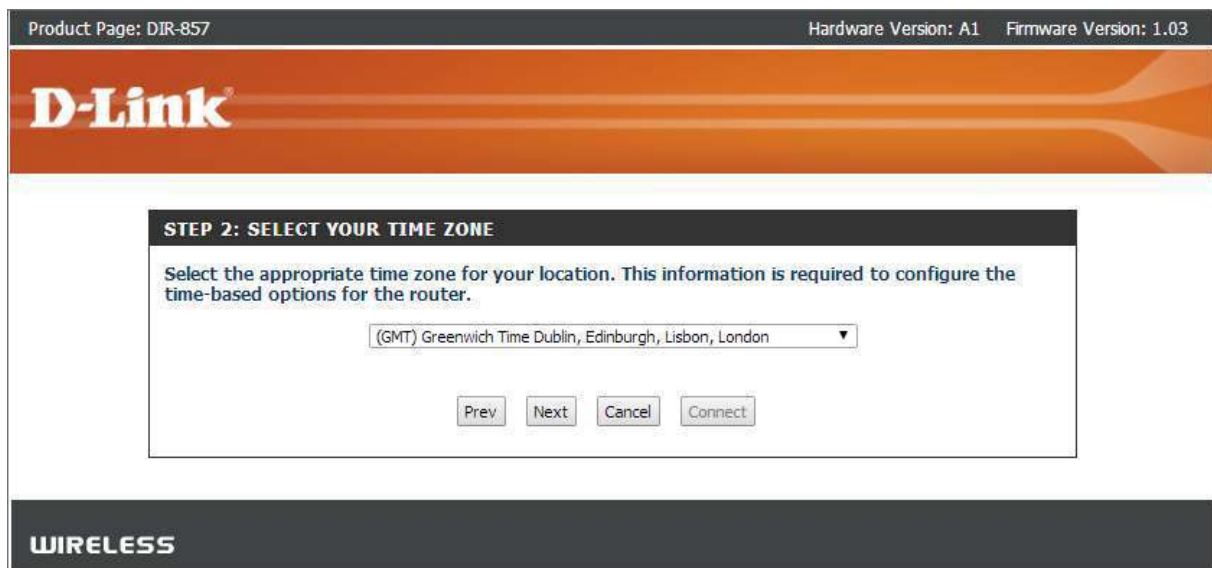 Product Page: DIR-857
Hardware Version: A1 Firmware Version: 1.03
D-Link
STEP 2: SELECT YOUR TIME ZONE
Select the appropriate time zone for your location. This information is required to configure the
time-based options for the router.
(GMT) Greenwich Time Dublin, Edinburgh, Lisbon, London
Prev Next Cancel Connect
WIRELESS